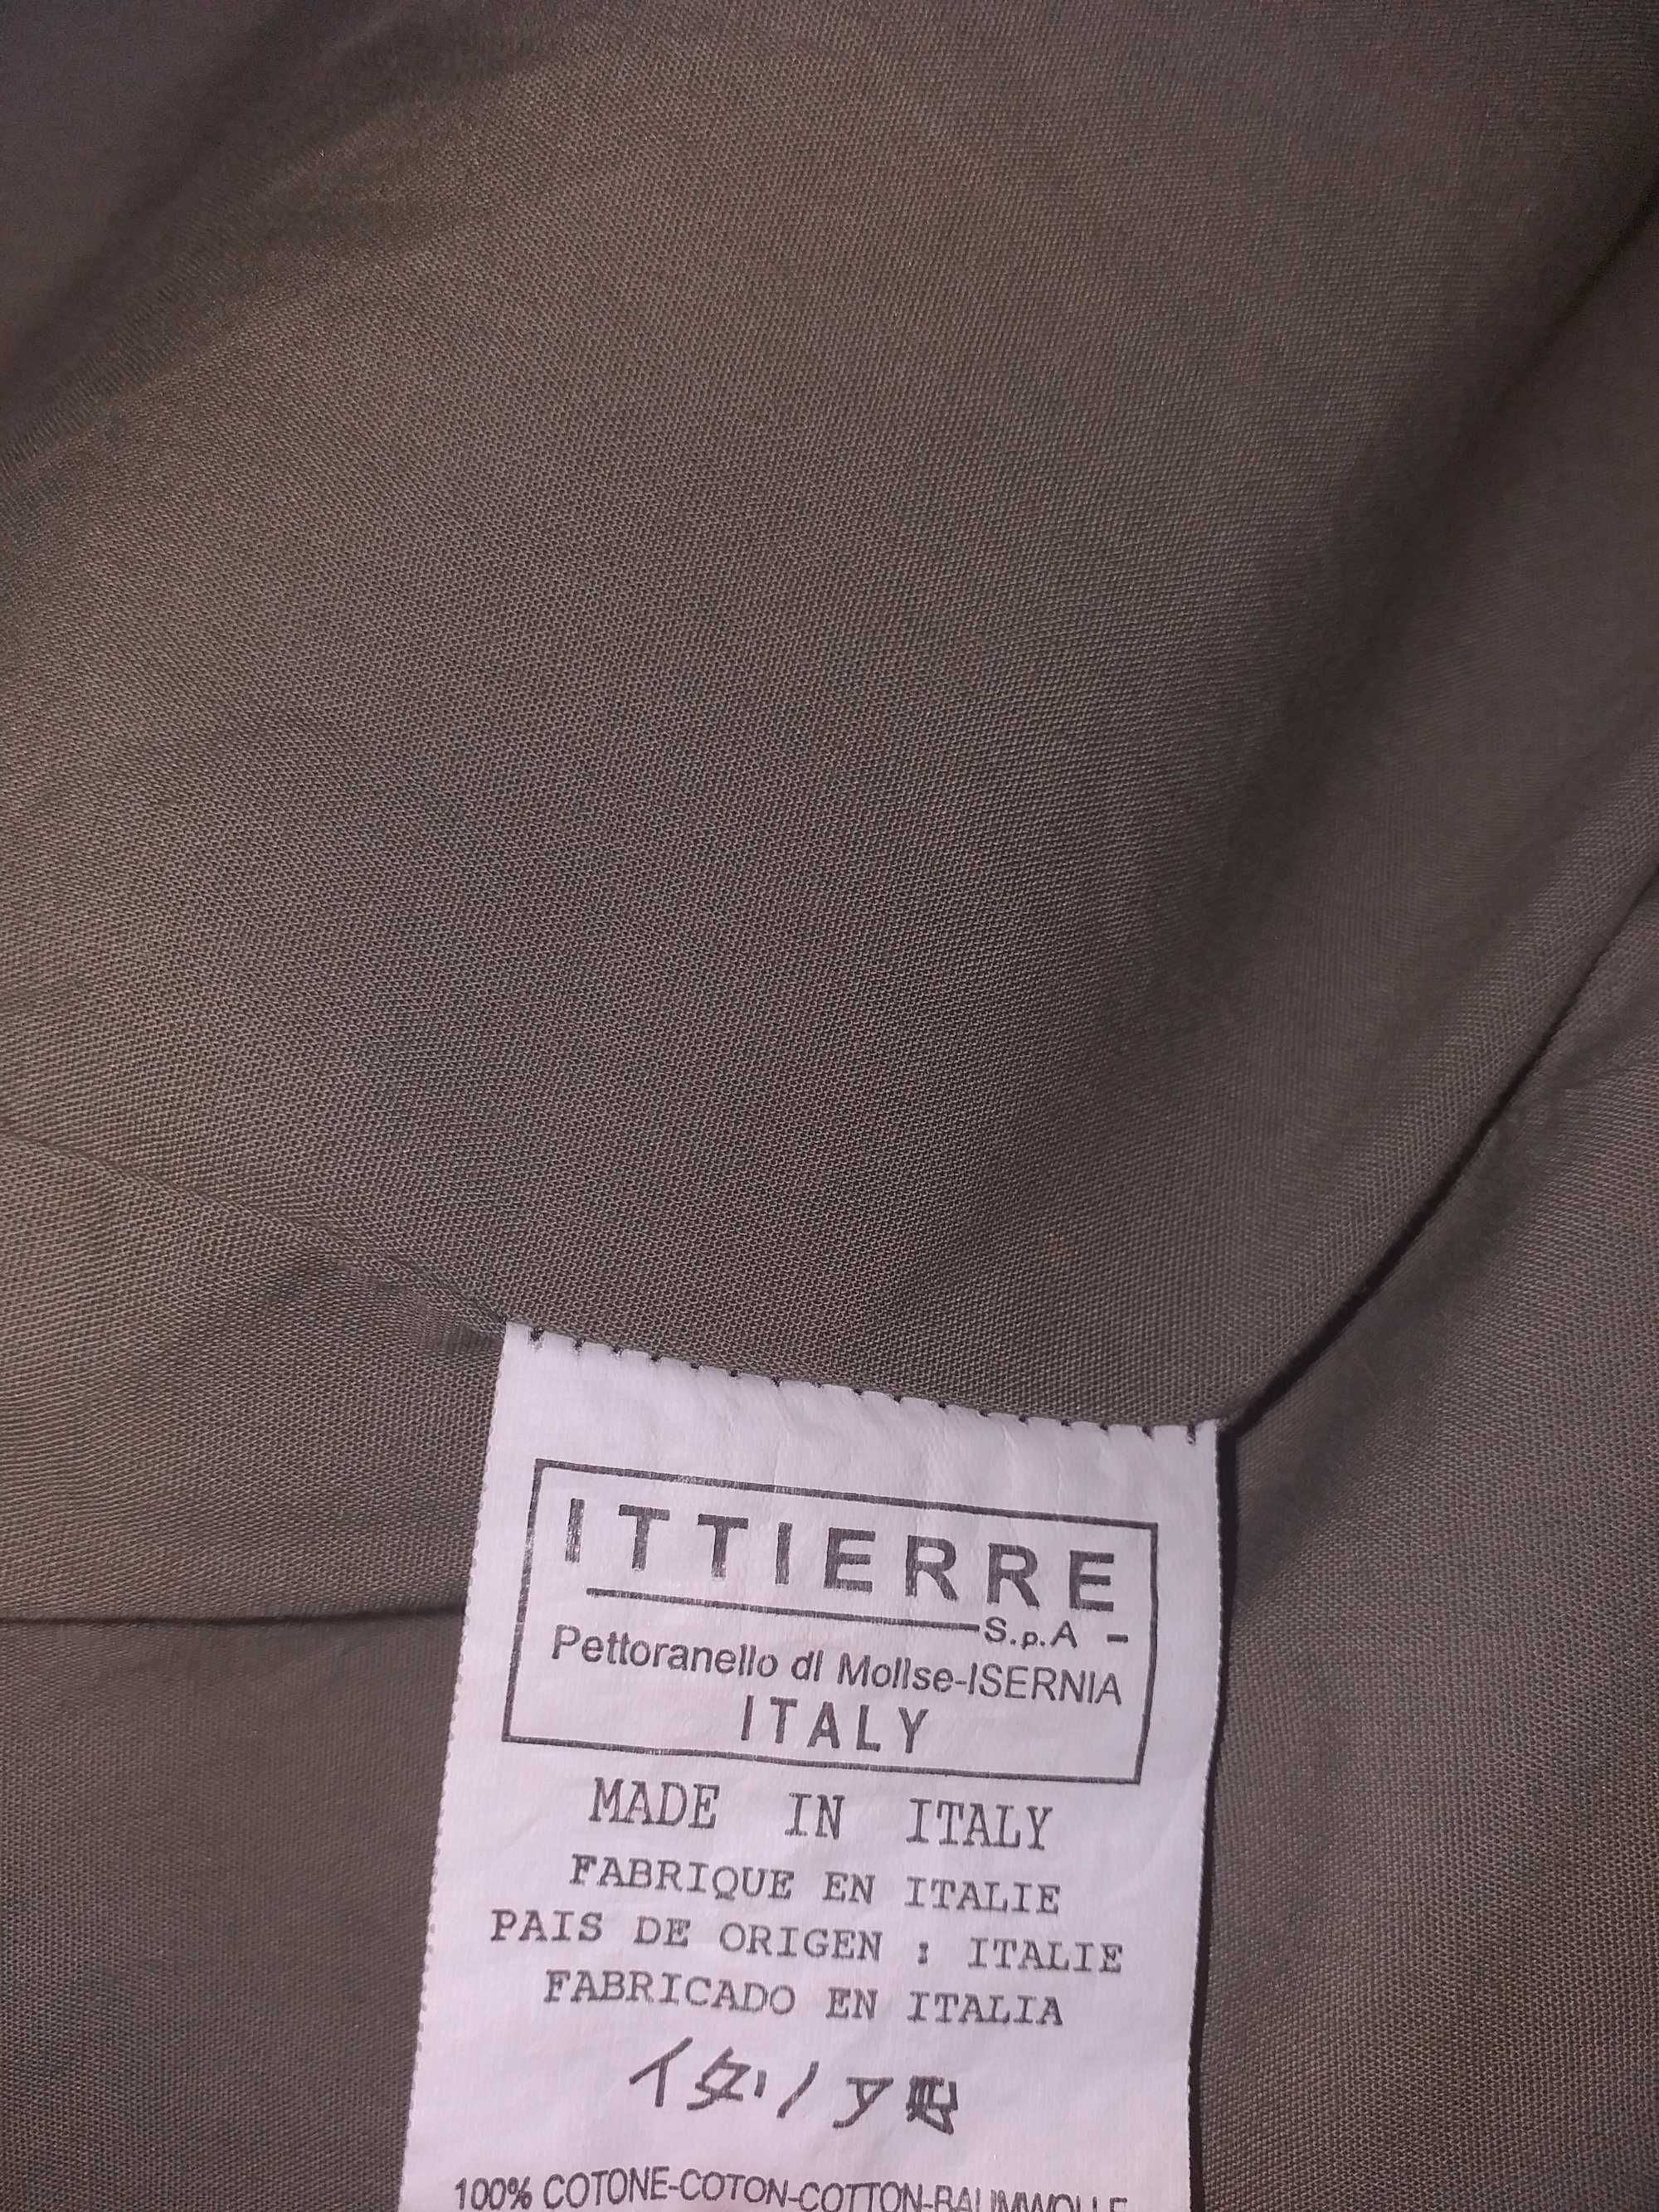 ITTIERRE
S.p.A -
Pettoranello di Molise-ISERNIA
ITALY
MADE IN ITALY
FABRIQUE EN ITALIE
PAIS DE ORIGEN : ITALIE
FABRICADO EN ITALIA
イタリア製
100% COTONE-COTON-COTTON-BAUMWOLLE